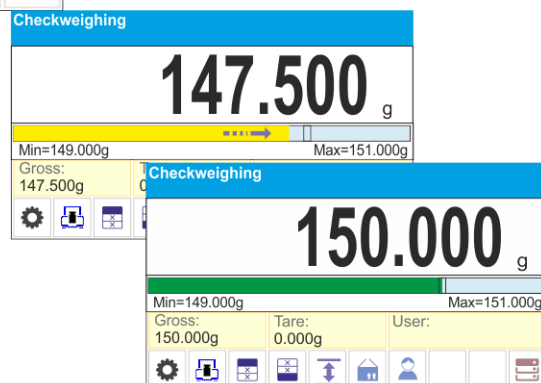 Checkweighing
147.500 g
Min=149.000g Max=151.000g
Gross:
147.500g
Checkweighing
150.000 g
Min=149.000g Max=151.000g
Gross: Tare: User:
150.000g 0.000g